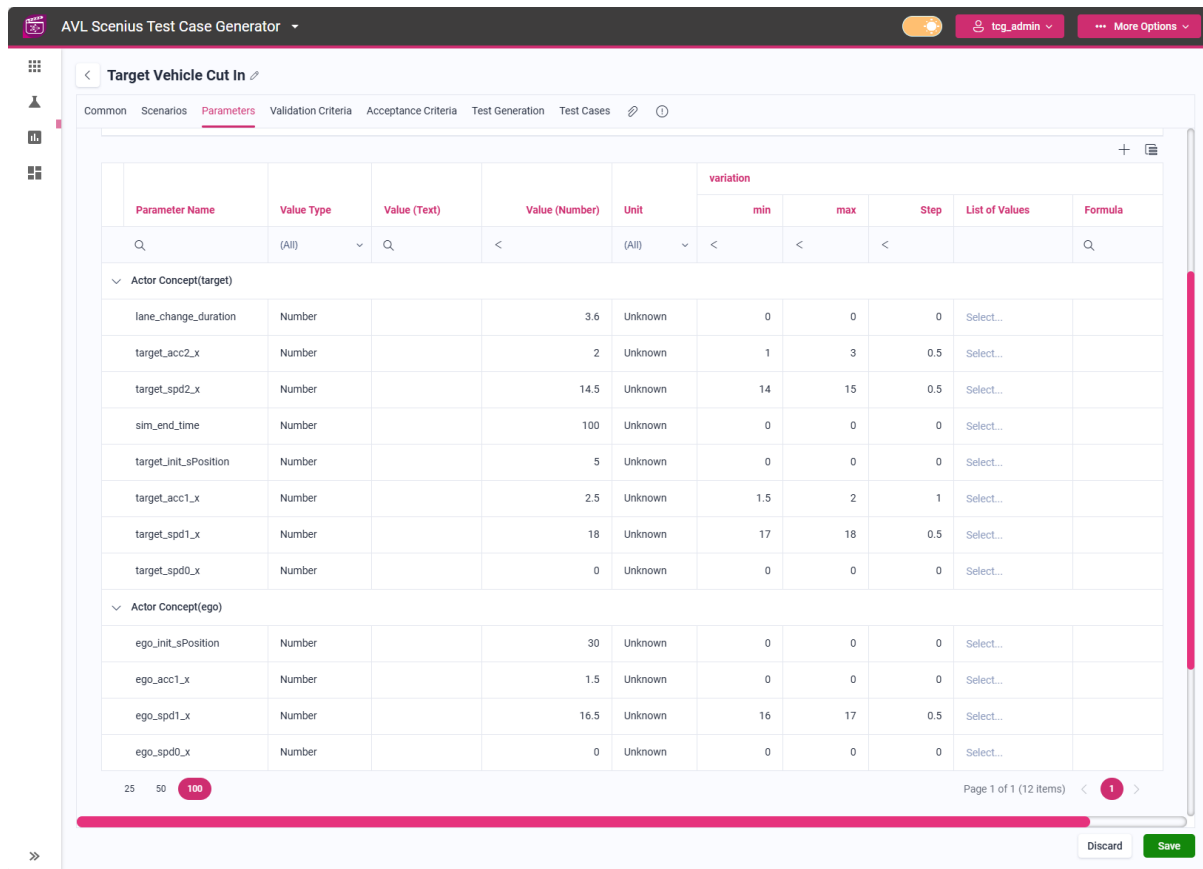 AVL Scenius Test Case Generator tcg_admin ••• More Options
Target Vehicle Cut In
Common Scenarios Parameters Validation Criteria Acceptance Criteria Test Generation Test Cases
variation
Parameter Name Value Type Value (Text) Value (Number) Unit min max Step List of Values Formula
(All) < (All) < < <
Actor Concept(target)
lane_change_duration Number 3.6 Unknown 0 0 0 Select...
target_acc2_x Number 2 Unknown 1 3 0.5 Select...
target_spd2_x Number 14.5 Unknown 14 15 0.5 Select...
sim_end_time Number 100 Unknown 0 0 0 Select...
target_init_sPosition Number 5 Unknown 0 0 0 Select...
target_acc1_x Number 2.5 Unknown 1.5 2 1 Select...
target_spd1_x Number 18 Unknown 17 18 0.5 Select...
target_spd0_x Number 0 Unknown 0 0 0 Select...
Actor Concept(ego)
ego_init_sPosition Number 30 Unknown 0 0 0 Select...
ego_acc1_x Number 1.5 Unknown 0 0 0 Select...
ego_spd1_x Number 16.5 Unknown 16 17 0.5 Select...
ego_spd0_x Number 0 Unknown 0 0 0 Select...
25 50 100 Page 1 of 1 (12 items) 1
Discard Save